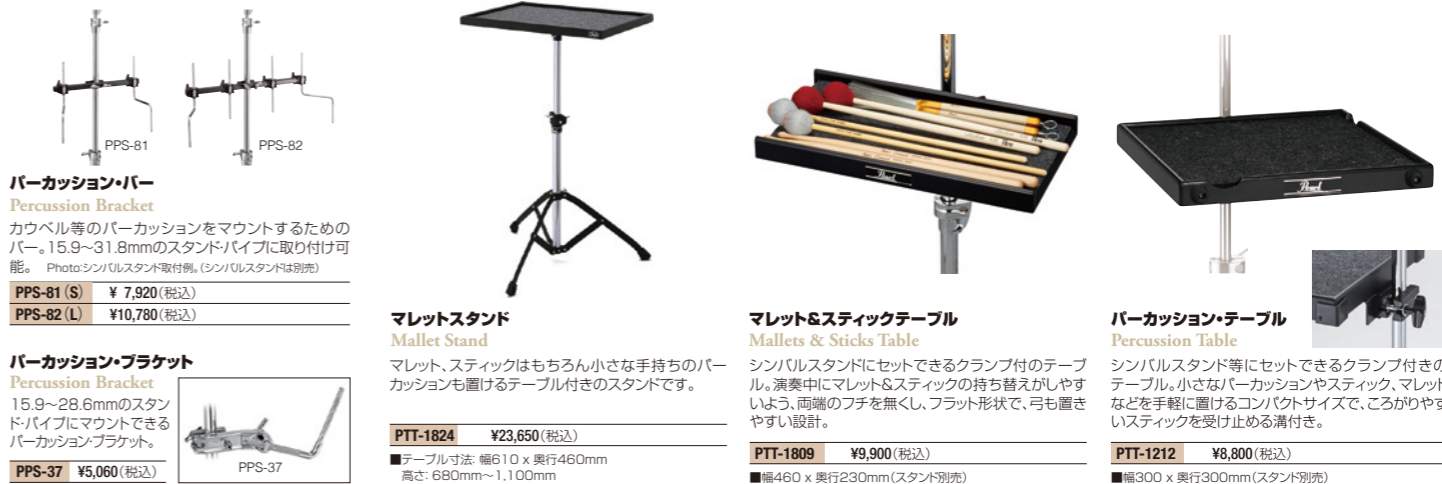 PPS-81
PPS-82
パーカッション・バー
Percussion Bracket
カウベル等のパーカッションをマウントするための
バー。15.9〜31.8mmのスタンド・パイプに取り付け可
能。 Photo:シンバルスタンド取付例。(シンバルスタンドは別売)
PPS-81(S) ¥ 7,920(税込)
PPS-82(L) ¥10,780(税込)
パーカッション・ブラケット
Percussion Bracket
15.9〜28.6mmのスタン
ド・パイプにマウントできる
パーカッション・ブラケット。
PPS-37 ¥5,060(税込)
PPS-37
マレットスタンド
Mallet Stand
マレット、スティックはもちろん小さな手持ちのパー
カッションも置けるテーブル付きのスタンドです。
PTT-1824 ¥23,650(税込)
■テーブル寸法: 幅610 x 奥行460mm
高さ: 680mm〜1,100mm
Pearl
マレット&スティックテーブル
Mallets & Sticks Table
シンバルスタンドにセットできるクランプ付のテーブ
ル。演奏中にマレット&スティックの持ち替えがしやす
いよう、両端のフチを無くし、フラット形状で、弓も置き
やすい設計。
PTT-1809 ¥9,900(税込)
■幅460 x 奥行230mm(スタンド別売)
Pearl
パーカッション・テーブル
Percussion Table
シンバルスタンド等にセットできるクランプ付きの
テーブル。小さなパーカッションやスティック、マレット
などを手軽に置けるコンパクトサイズで、ころがりやす
いスティックを受け止める溝付き。
PTT-1212 ¥8,800(税込)
■幅300 x 奥行300mm(スタンド別売)